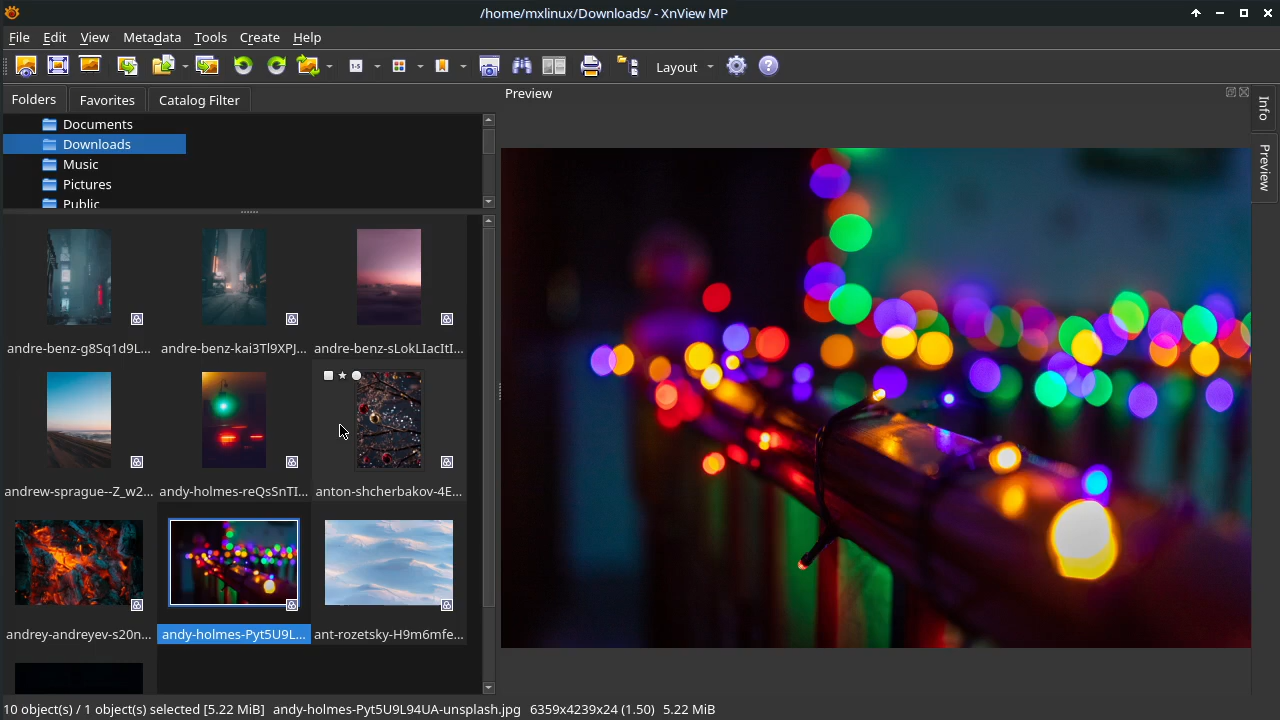 /home/mxlinux/Downloads/ - XnView MP
File Edit View Metadata Tools Create Help
Layout
Folders Favorites Catalog Filter
Documents
Downloads
Music
Pictures
Public
Preview
Info
Preview
andre-benz-g8Sq1d9L... andre-benz-kai3Tl9XPJ... andre-benz-sLokLIacItI...
andrew-sprague--Z_w2... andy-holmes-reQsSnTI... anton-shcherbakov-4E...
andrey-andreyev-s20n... andy-holmes-Pyt5U9L... ant-rozetsky-H9m6mfe...
10 object(s) / 1 object(s) selected [5.22 MiB] andy-holmes-Pyt5U9L94UA-unsplash.jpg 6359x4239x24 (1.50) 5.22 MiB